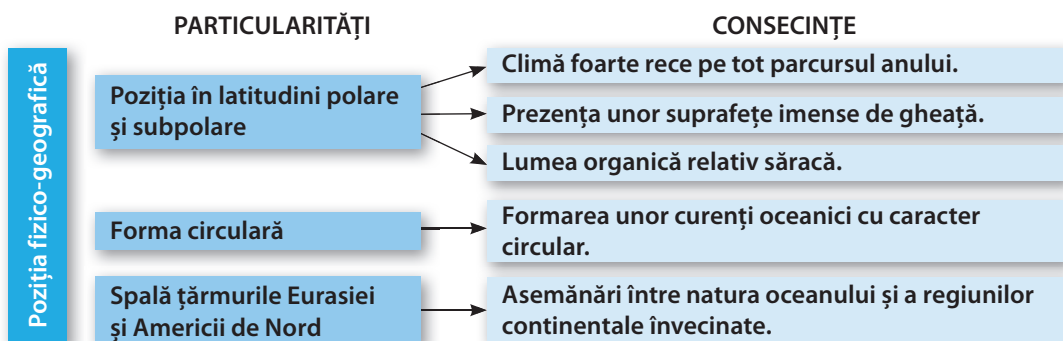 PARTICULARITĂȚI
CONSECINȚE
Poziția fizico-geografică
Poziția în latitudini polare
și subpolare
Climă foarte rece pe tot parcursul anului.
Prezența unor suprafețe imense de gheață.
Lumea organică relativ săracă.
Forma circulară
Formarea unor curenți oceanici cu caracter
circular.
Spală țărmurile Eurasiei
și Americii de Nord
Asemănări între natura oceanului și a regiunilor
continentale învecinate.